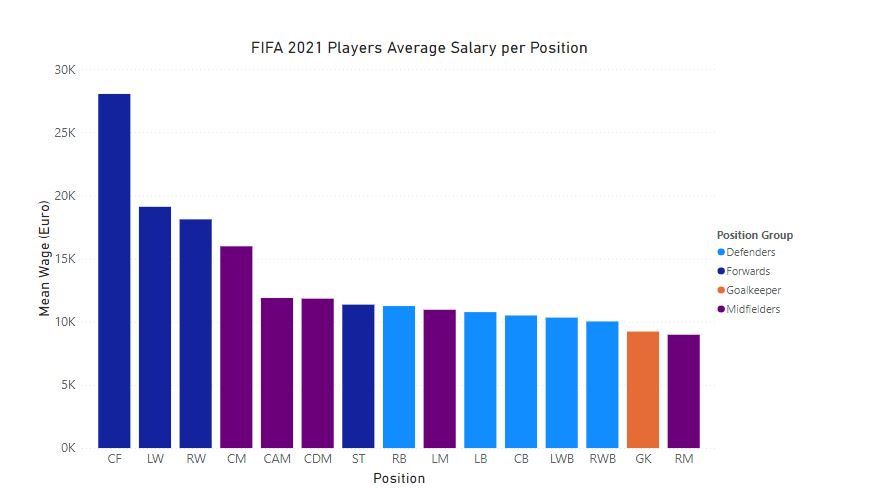 FIFA 2021 Players Average Salary per Position
30K
25K
20K
15K
10K
5K
0K
Mean Wage (Euro)
CF LW RW CM CAM CDM ST RB LM LB CB LWB RWB GK RM
Position
Position Group
Defenders
Forwards
Goalkeeper
Midfielders